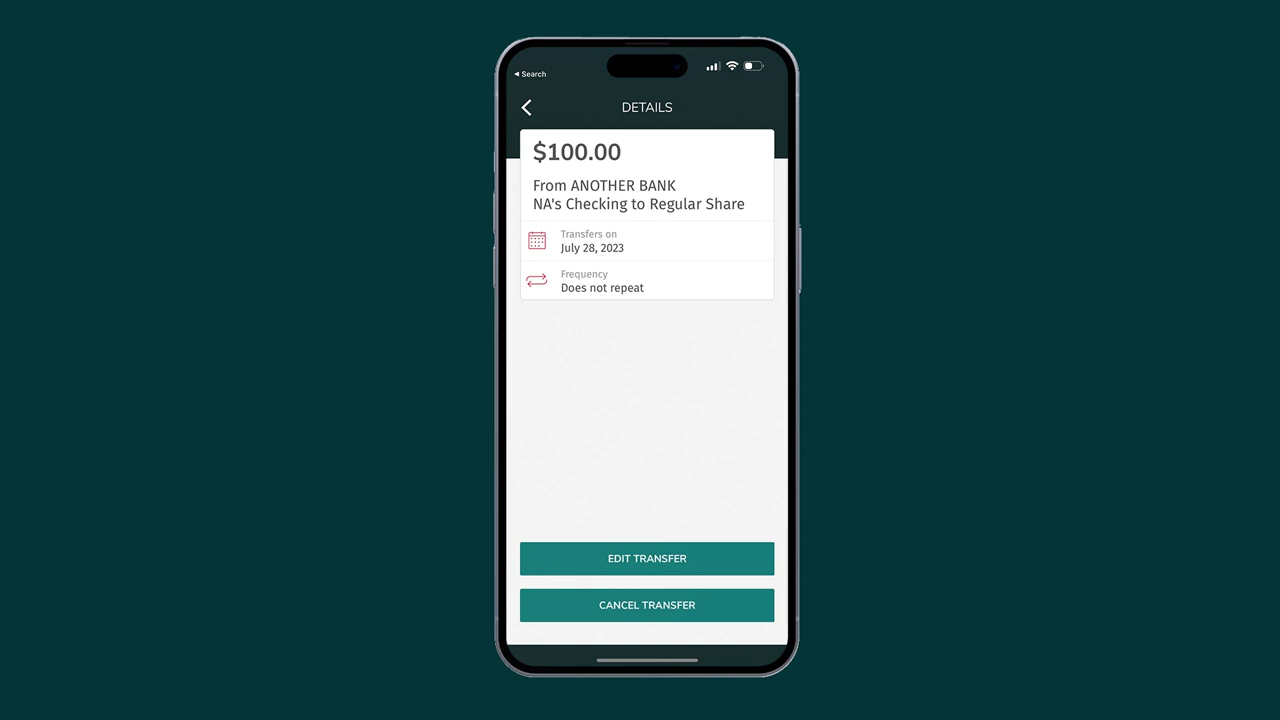 Search
DETAILS
$100.00
From ANOTHER BANK
NA's Checking to Regular Share
Transfers on
July 28, 2023
Frequency
Does not repeat
EDIT TRANSFER
CANCEL TRANSFER